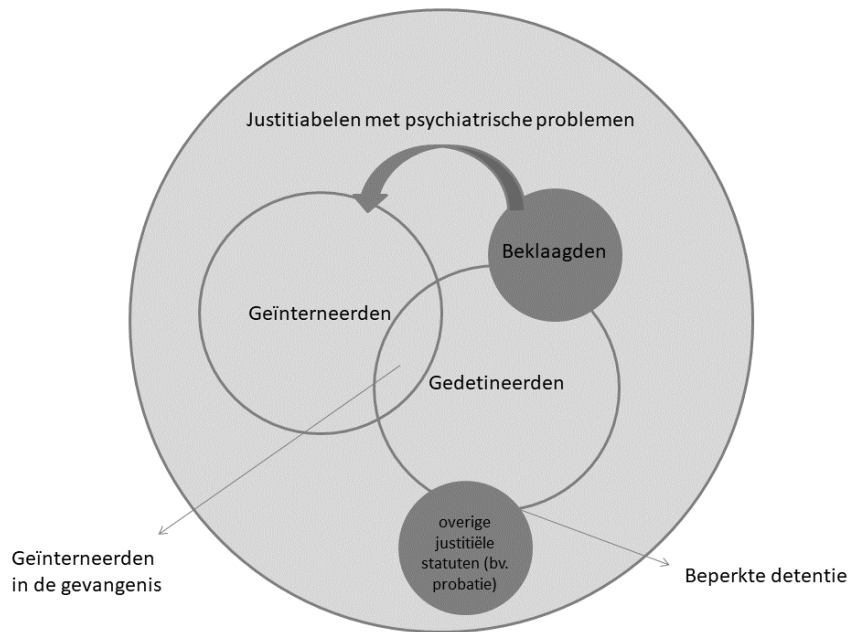 Justitiabelen met psychiatrische problemen
Beklaagden
Geïnterneerden
Gedetineerden
overige
justitiële
statuten (bv.
probatie)
Geïnterneerden
in de gevangenis
Beperkte detentie